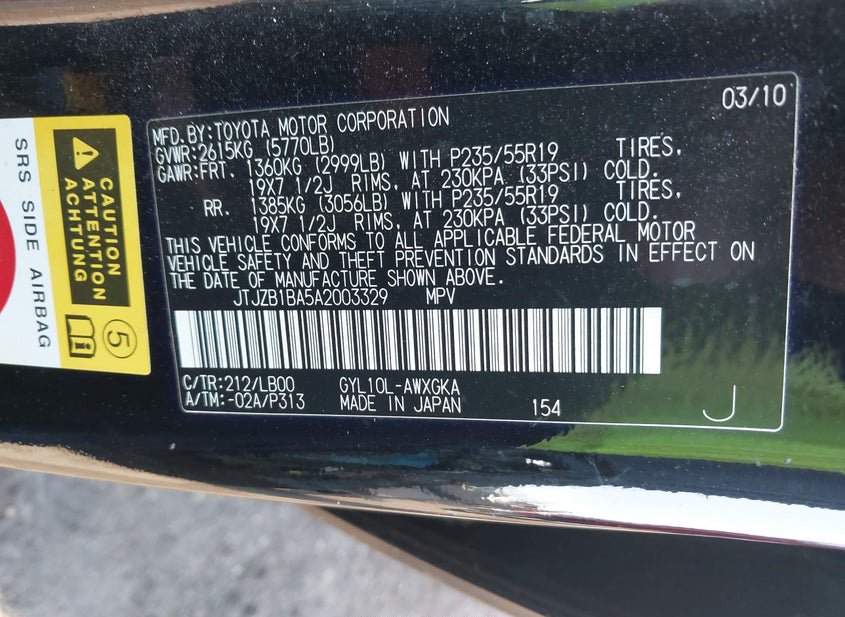 03/10
MFD.BY:TOYOTA MOTOR CORPORATION
GVWR:2615KG (5770LB)
GAWR:FRT. 1360KG (2999LB) WITH P235/55R19 TIRES,
19X7 1/2J RIMS, AT 230KPA (33PSI) COLD.
RR. 1385KG (3056LB) WITH P235/55R19 TIRES,
19X7 1/2J RIMS, AT 230KPA (33PSI) COLD.
THIS VEHICLE CONFORMS TO ALL APPLICABLE FEDERAL MOTOR
VEHICLE SAFETY AND THEFT PREVENTION STANDARDS IN EFFECT ON
THE DATE OF MANUFACTURE SHOWN ABOVE.
JTJZB1BA5A2003329 MPV
C/TR:212/LB00 GYL10L-AWXGKA
A/TM:-02A/P313 MADE IN JAPAN 154 J
CAUTION
ATTENTION
ACHTUNG
5
SRS SIDE AIRBAG